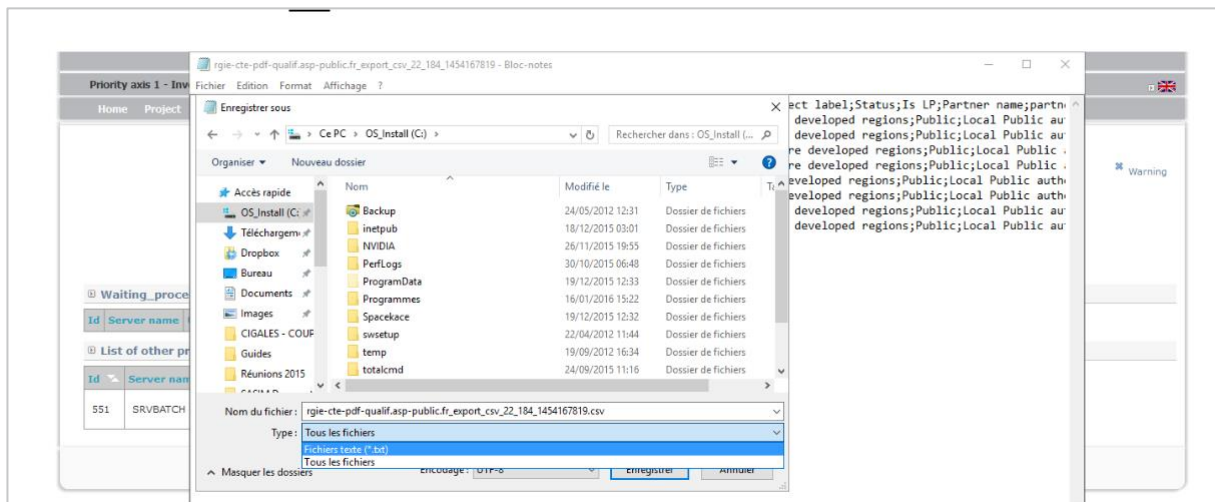 rgie-cte-pdf-qualif.asp-public.fr_export_csv_22_184_1454167819 - Bloc-notes
Priority axis 1 - Inv
Fichier Edition Format Affichage ?
Home Project
Enregistrer sous
ect label;Status;Is LP;Partner name;partn
developed regions;Public;Local Public au
Ce PC > OS_Install (C:) >
Rechercher dans : OS_Install (...
developed regions;Public;Local Public au
re developed regions;Public;Local Public
Organiser
Nouveau dossier
re developed regions;Public;Local Public
Warning
Nom
Modifié le
Type
eveloped regions;Public;Local Public auth
eveloped regions;Public;Local Public auth
developed regions;Public;Local Public au
developed regions;Public;Local Public au
Accès rapide
OS_Install (C:
Téléchargem
Dropbox
Bureau
Documents
Images
CIGALES - COUP
Guides
Réunions 2015
Backup 24/05/2012 12:31 Dossier de fichiers
inetpub 18/12/2015 03:01 Dossier de fichiers
NVIDIA 26/11/2015 19:55 Dossier de fichiers
PerfLogs 30/10/2015 06:48 Dossier de fichiers
ProgramData 19/12/2015 12:33 Dossier de fichiers
Programmes 16/01/2016 15:22 Dossier de fichiers
Spacekace 19/12/2015 12:32 Dossier de fichiers
swsetup 22/04/2012 11:44 Dossier de fichiers
temp 19/09/2012 16:34 Dossier de fichiers
totalcmd 24/09/2015 11:16 Dossier de fichiers
Waiting_proce
Id Server name
List of other pr
Id Server nam
551 SRVBATCH
Nom du fichier : rgie-cte-pdf-qualif.asp-public.fr_export_csv_22_184_1454167819.csv
Type : Tous les fichiers
Fichiers texte (*.txt)
Tous les fichiers
Masquer les dossiers
Encodage : UTF-8
Enregistrer
Annuler